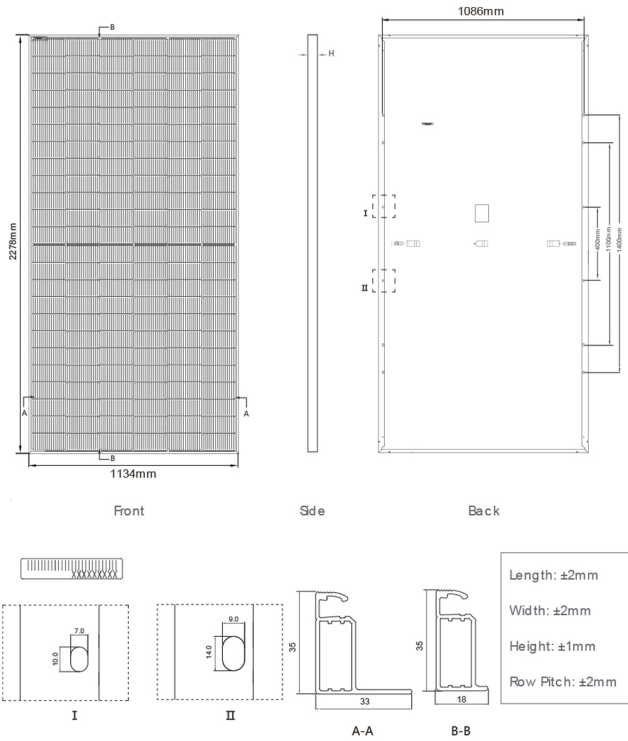 1086mm
B
H
2278mm
I
400mm
1100mm
1400mm
II
A
A
B
1134mm
Front
Side
Back
7.0
10.0
I
9.0
14.0
II
35
33
A-A
35
18
B-B
Length: ±2mm
Width: ±2mm
Height: ±1mm
Row Pitch: ±2mm